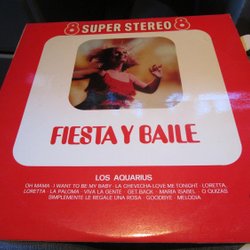 8 SUPER STEREO 8
FIESTA Y BAILE
LOS AQUARIUS
OH MAMA · I WANT TO BE MY BABY · LA CHEVECHA · LOVE ME TONIGHT · LORETTA,
LORETTA · LA PALOMA · VIVA LA GENTE · GET BACK · MARIA ISABEL · O QUIZAS
SIMPLEMENTE LE REGALE UNA ROSA · GOODBYE · MELODIA